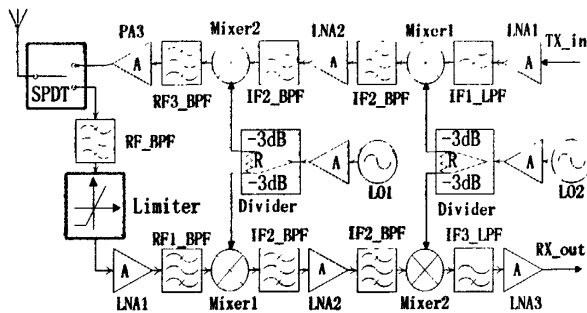 PA3 Mixer2 LNA2 Mixer1 LNA1
TX_in
A A A
SPDT RF3_BPF IF2_BPF IF2_BPF IF1_LPF
RF_BPF
-3dB -3dB
R A R A
-3dB -3dB
LO1 LO2
Divider Divider
Limiter
RF1_BPF IF2_BPF IF2_BPF IF3_LPF
RX_out
A A A
LNA1 Mixer1 LNA2 Mixer2 LNA3